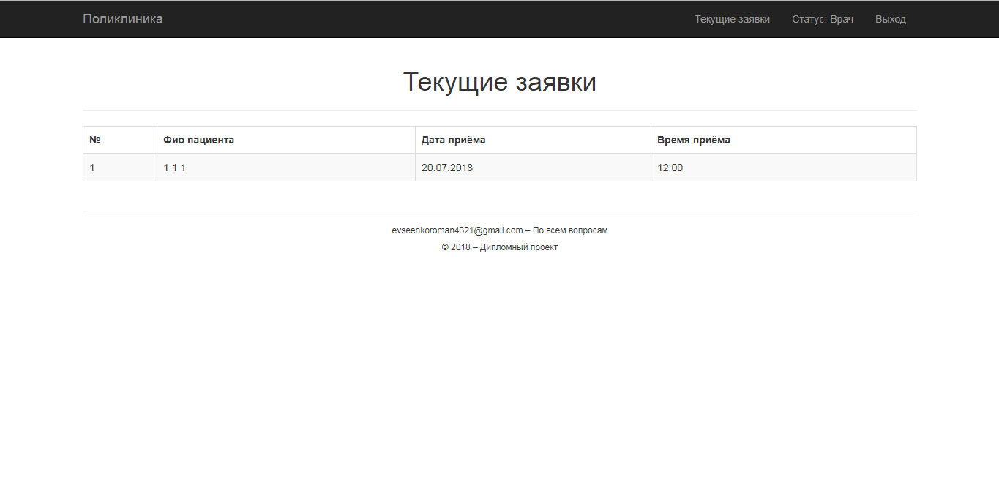 Поликлиника Текущие заявки Статус: Врач Выход
Текущие заявки
№ Фио пациента Дата приёма Время приёма
1 1 1 1 20.07.2018 12:00
evseenkoroman4321@gmail.com – По всем вопросам
© 2018 – Дипломный проект